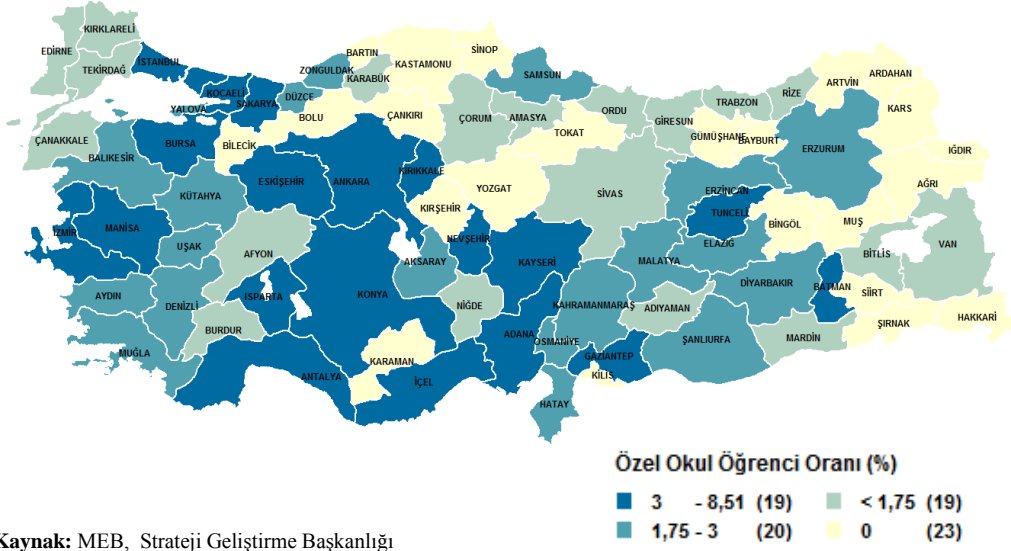 KIRKLARELİ
EDİRNE
TEKİRDAĞ
İSTANBUL
KOCAELİ
YALOVA
SAKARYA
DÜZCE
ZONGULDAK
BARTIN
KARABÜK
KASTAMONU
SİNOP
SAMSUN
BOLU
ÇANKIRI
ÇORUM
AMASYA
TOKAT
ORDU
GİRESUN
TRABZON
GÜMÜŞHANE
BAYBURT
RİZE
ARTVİN
ARDAHAN
KARS
IĞDIR
AĞRI
ERZURUM
ERZİNCAN
ÇANAKKALE
BALIKESİR
BURSA
BİLECİK
ESKİŞEHİR
ANKARA
KIRIKKALE
YOZGAT
KIRŞEHİR
SİVAS
TUNCELİ
BİNGÖL
MUŞ
BİTLİS
VAN
KÜTAHYA
MANİSA
İZMİR
UŞAK
AFYON
AKSARAY
NEVŞEHİR
KAYSERİ
MALATYA
ELAZIĞ
DİYARBAKIR
BATMAN
SİİRT
ŞIRNAK
HAKKARİ
AYDIN
DENİZLİ
ISPARTA
BURDUR
KONYA
NİĞDE
KAHRAMANMARAŞ
ADIYAMAN
MARDİN
ŞANLIURFA
MUĞLA
ANTALYA
KARAMAN
İÇEL
ADANA
OSMANİYE
GAZİANTEP
KİLİS
HATAY
Özel Okul Öğrenci Oranı (%)
3 - 8,51 (19) < 1,75 (19)
1,75 - 3 (20) 0 (23)
Kaynak: MEB, Strateji Geliştirme Başkanlığı